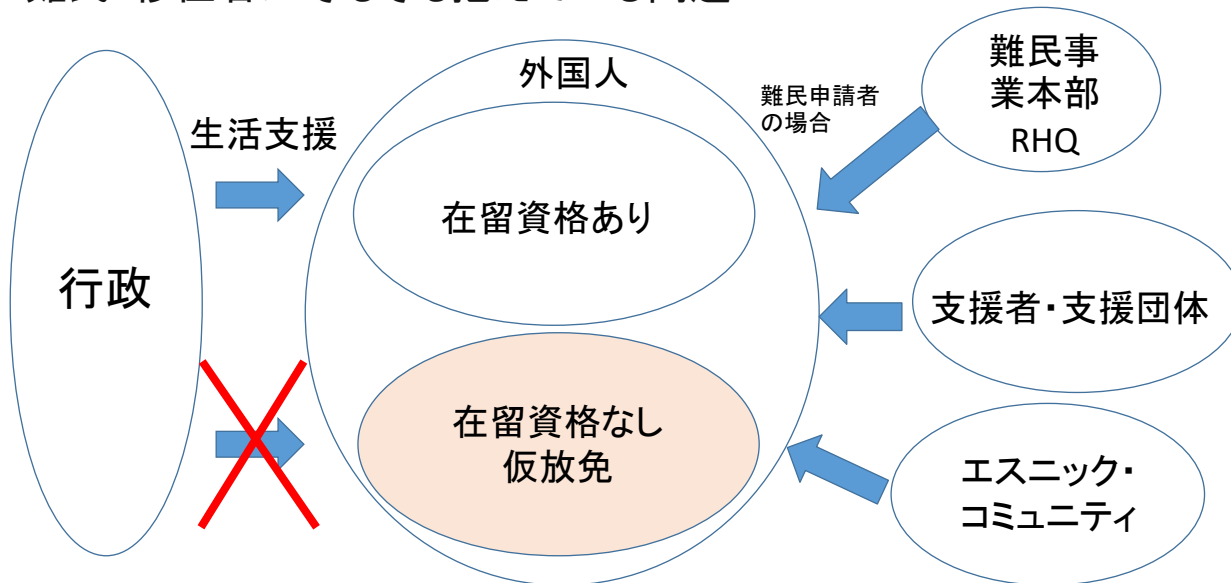 外国人
難民事
業本部
RHQ
難民申請者
の場合
生活支援
在留資格あり
行政
支援者・支援団体
在留資格なし
仮放免
エスニック・
コミュニティ